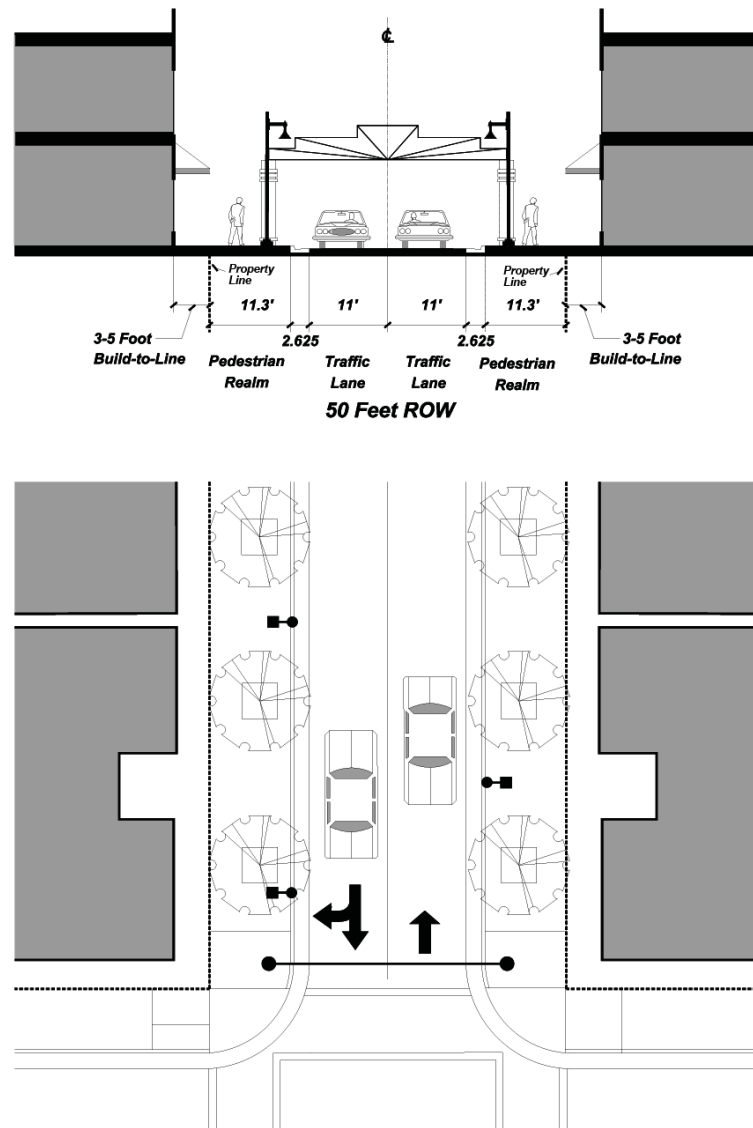 ℄
Property
Line
Property
Line
11.3'
11'
11'
11.3'
3-5 Foot
Build-to-Line
2.625
2.625
3-5 Foot
Build-to-Line
Pedestrian
Realm
Traffic
Lane
Traffic
Lane
Pedestrian
Realm
50 Feet ROW